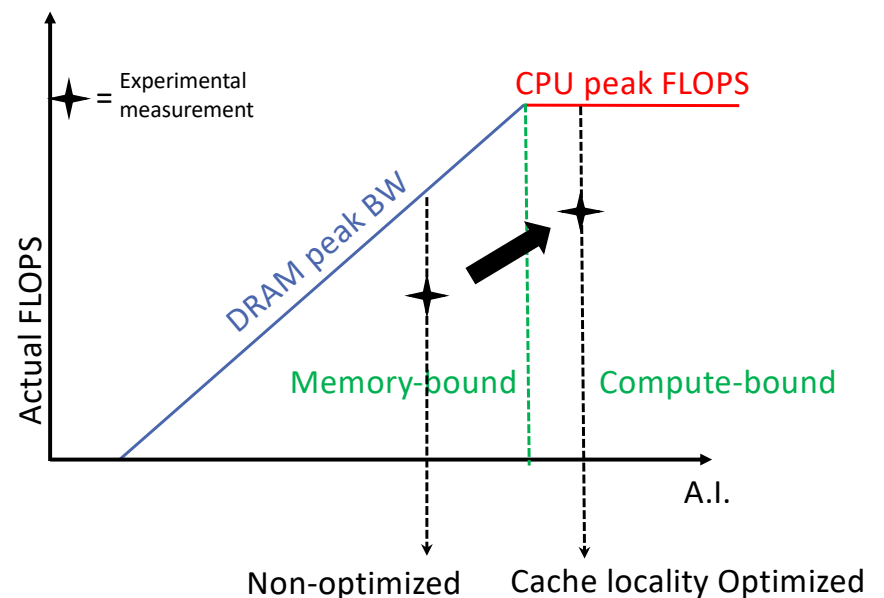 Experimental
= measurement
CPU peak FLOPS
DRAM peak BW
Actual FLOPS
Memory-bound
Compute-bound
A.I.
Non-optimized
Cache locality Optimized